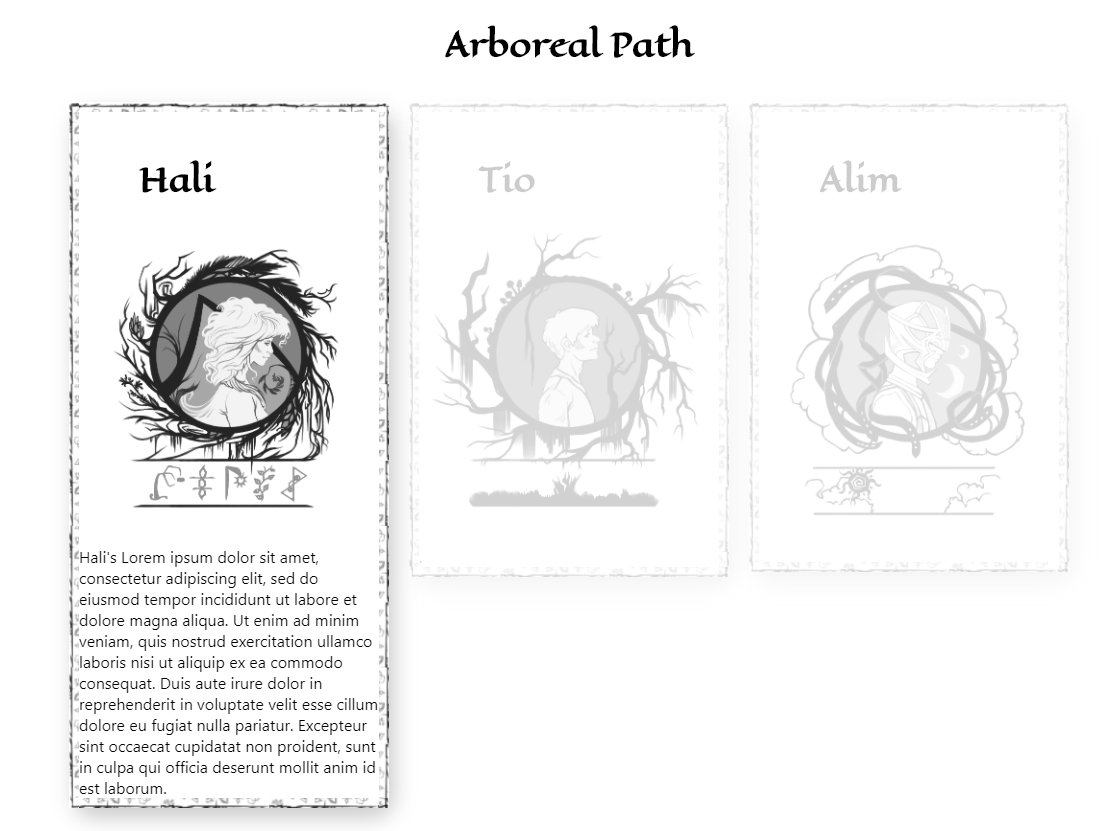 Arboreal Path
Hali
Tio
Alim
Hali's Lorem ipsum dolor sit amet,
consectetur adipiscing elit, sed do
eiusmod tempor incididunt ut labore et
dolore magna aliqua. Ut enim ad minim
veniam, quis nostrud exercitation ullamco
laboris nisi ut aliquip ex ea commodo
consequat. Duis aute irure dolor in
reprehenderit in voluptate velit esse cillum
dolore eu fugiat nulla pariatur. Excepteur
sint occaecat cupidatat non proident, sunt
in culpa qui officia deserunt mollit anim id
est laborum.